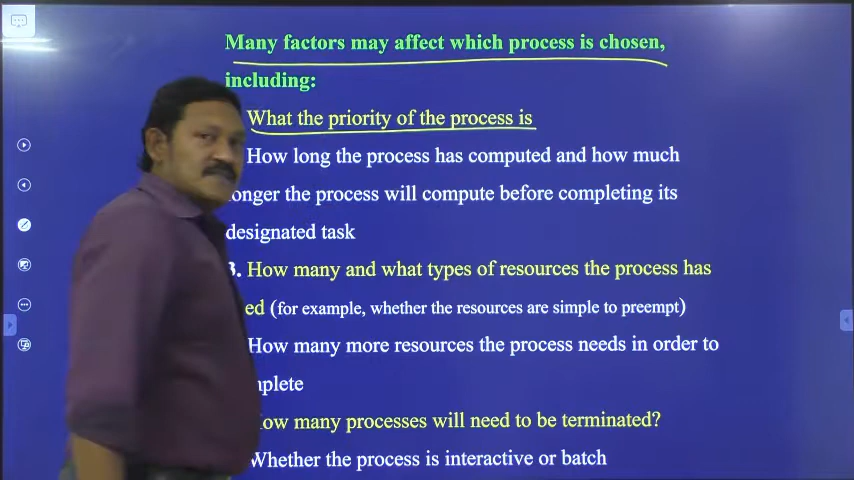 Many factors may affect which process is chosen,
including:
What the priority of the process is
How long the process has computed and how much
longer the process will compute before completing its
designated task
3. How many and what types of resources the process has
(for example, whether the resources are simple to preempt)
How many more resources the process needs in order to
How many processes will need to be terminated?
Whether the process is interactive or batch